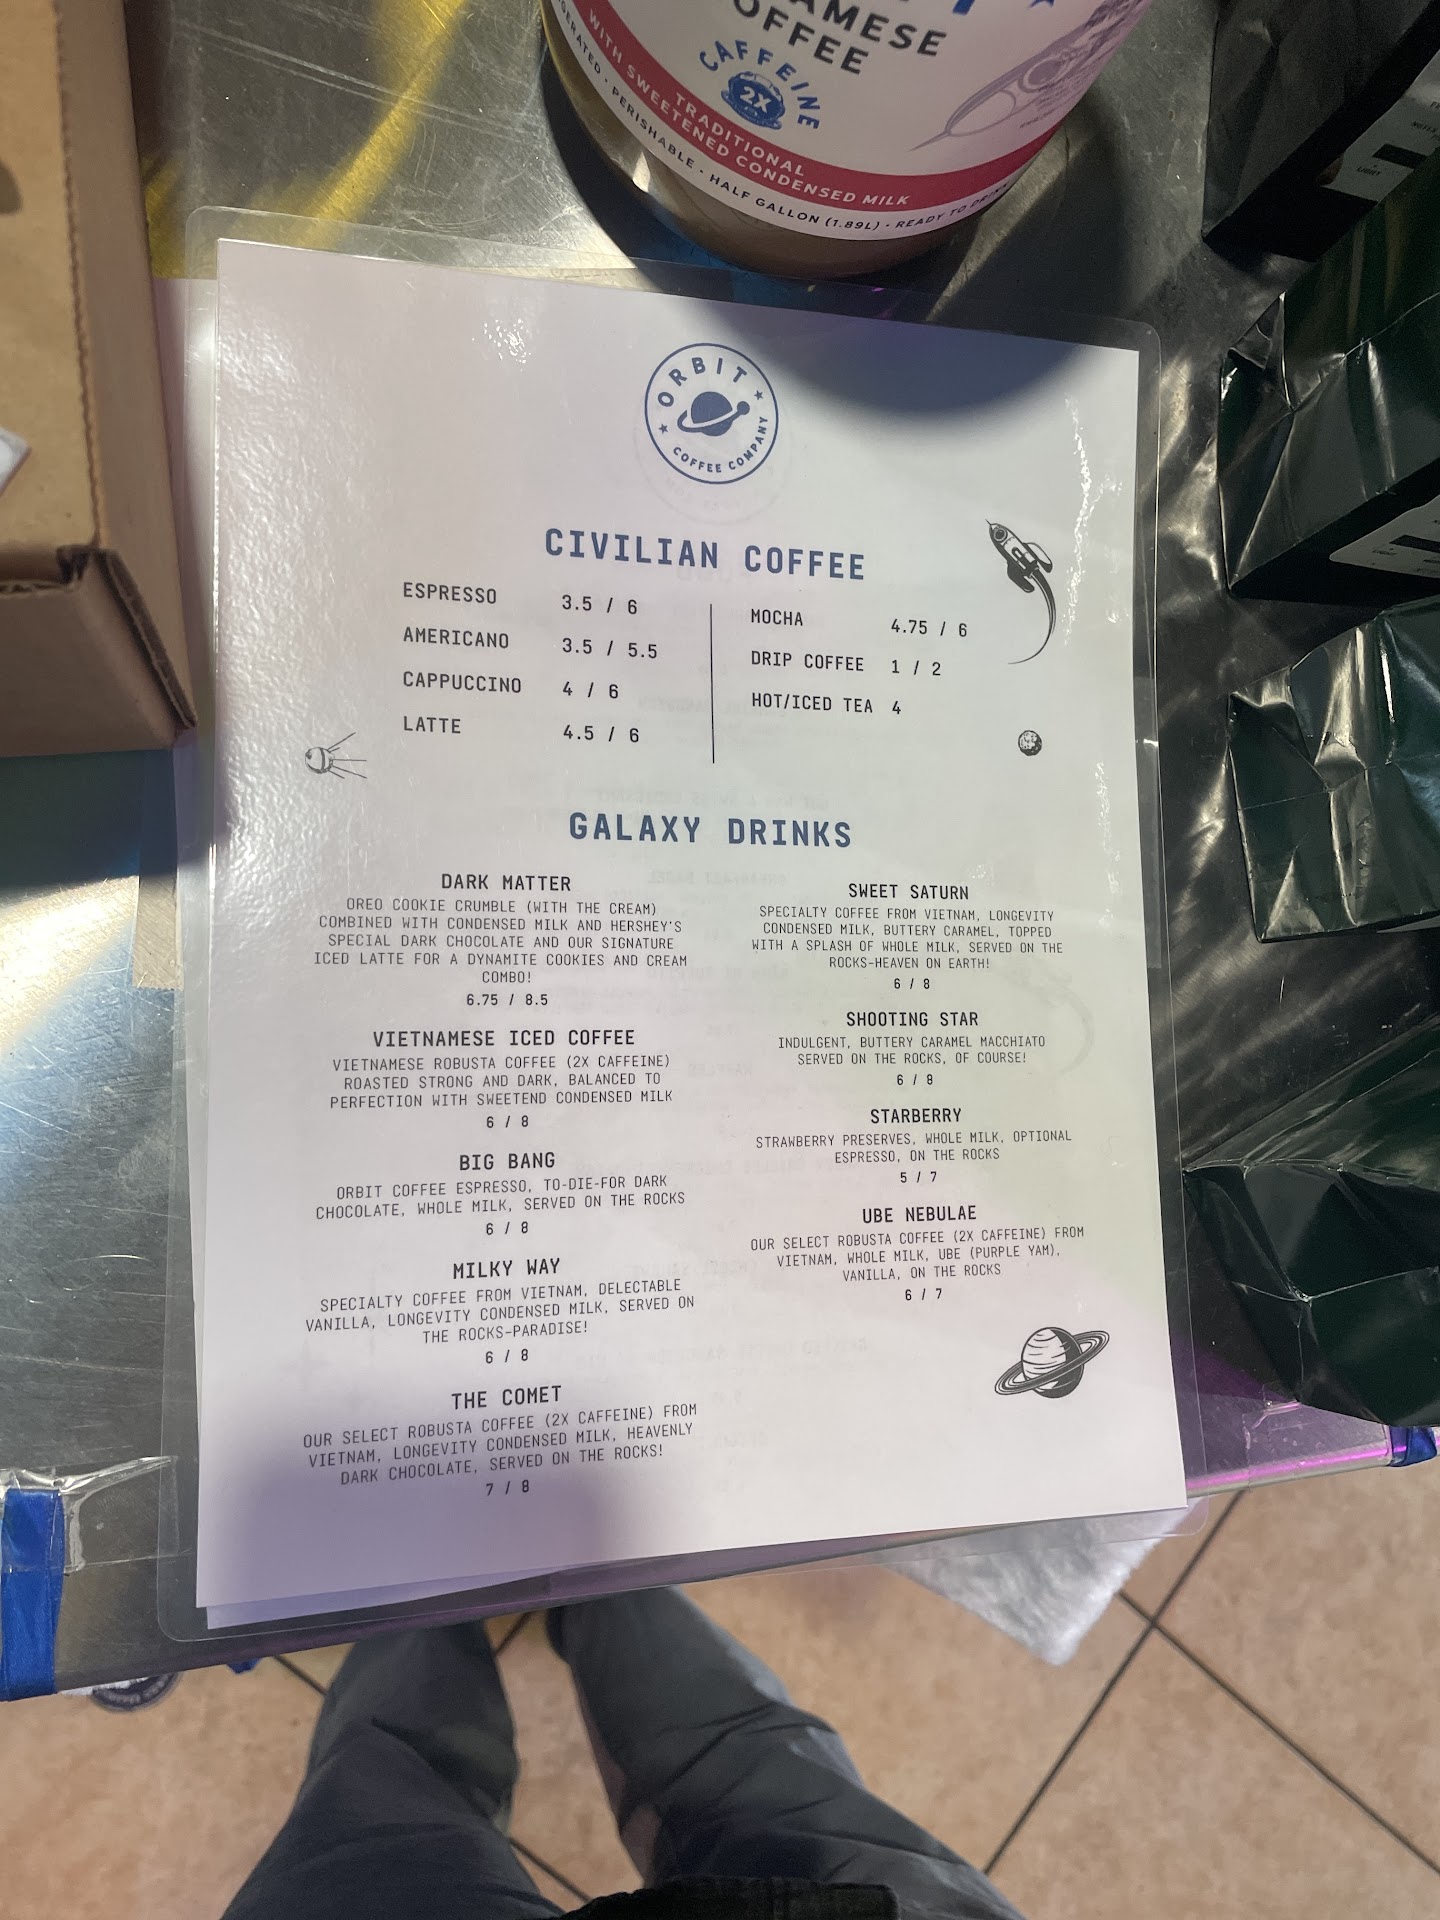 AMESE
OFFEE
CAFFEINE
2X
TRADITIONAL
WITH SWEETENED CONDENSED MILK
PERISHABLE • HALF GALLON (1.89L) • READY TO
ORBIT
COFFEE COMPANY
CIVILIAN COFFEE
ESPRESSO 3.5 / 6
AMERICANO 3.5 / 5.5
CAPPUCCINO 4 / 6
LATTE 4.5 / 6
MOCHA 4.75 / 6
DRIP COFFEE 1 / 2
HOT/ICED TEA 4
GALAXY DRINKS
DARK MATTER
OREO COOKIE CRUMBLE (WITH THE CREAM)
COMBINED WITH CONDENSED MILK AND HERSHEY'S
SPECIAL DARK CHOCOLATE AND OUR SIGNATURE
ICED LATTE FOR A DYNAMITE COOKIES AND CREAM
COMBO!
6.75 / 8.5
VIETNAMESE ICED COFFEE
VIETNAMESE ROBUSTA COFFEE (2X CAFFEINE)
ROASTED STRONG AND DARK, BALANCED TO
PERFECTION WITH SWEETEND CONDENSED MILK
6 / 8
BIG BANG
ORBIT COFFEE ESPRESSO, TO-DIE-FOR DARK
CHOCOLATE, WHOLE MILK, SERVED ON THE ROCKS
6 / 8
MILKY WAY
SPECIALTY COFFEE FROM VIETNAM, DELECTABLE
VANILLA, LONGEVITY CONDENSED MILK, SERVED ON
THE ROCKS-PARADISE!
6 / 8
THE COMET
OUR SELECT ROBUSTA COFFEE (2X CAFFEINE) FROM
VIETNAM, LONGEVITY CONDENSED MILK, HEAVENLY
DARK CHOCOLATE, SERVED ON THE ROCKS!
7 / 8
SWEET SATURN
SPECIALTY COFFEE FROM VIETNAM, LONGEVITY
CONDENSED MILK, BUTTERY CARAMEL, TOPPED
WITH A SPLASH OF WHOLE MILK, SERVED ON THE
ROCKS-HEAVEN ON EARTH!
6 / 8
SHOOTING STAR
INDULGENT, BUTTERY CARAMEL MACCHIATO
SERVED ON THE ROCKS, OF COURSE!
6 / 8
STARBERRY
STRAWBERRY PRESERVES, WHOLE MILK, OPTIONAL
ESPRESSO, ON THE ROCKS
5 / 7
UBE NEBULAE
OUR SELECT ROBUSTA COFFEE (2X CAFFEINE) FROM
VIETNAM, WHOLE MILK, UBE (PURPLE YAM),
VANILLA, ON THE ROCKS
6 / 7
LIGHT